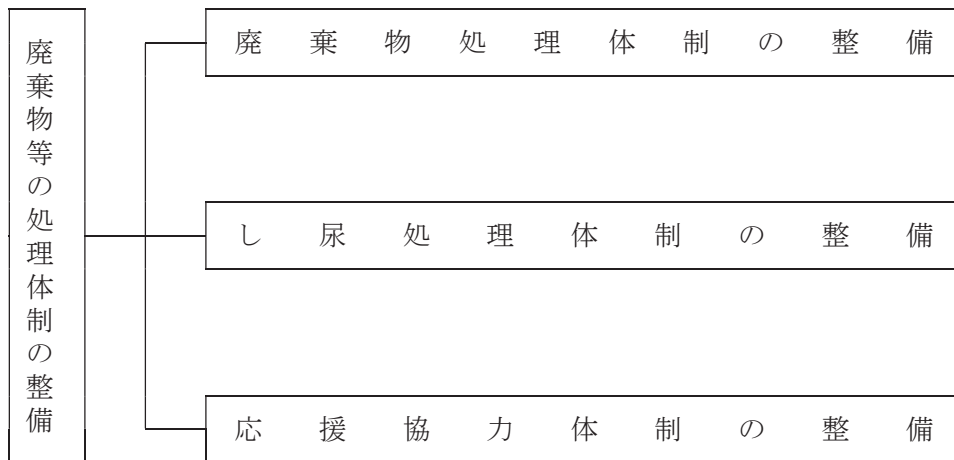 廃棄物等の処理体制の整備
廃棄物処理体制の整備
し尿処理体制の整備
応援協力体制の整備